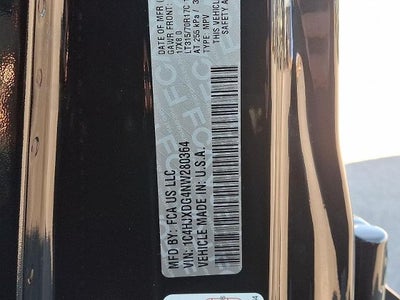 MFD BY: FCA US LLC
VIN: 1C4HJXDG4NW280364
VEHICLE MADE IN: U.S.A.
DATE OF MFR
GAWR FRONT:
17X8.0
LT315/70R17C
AT 255 kPa
TYPE: MPV
THIS VEHICLE
SAFETY